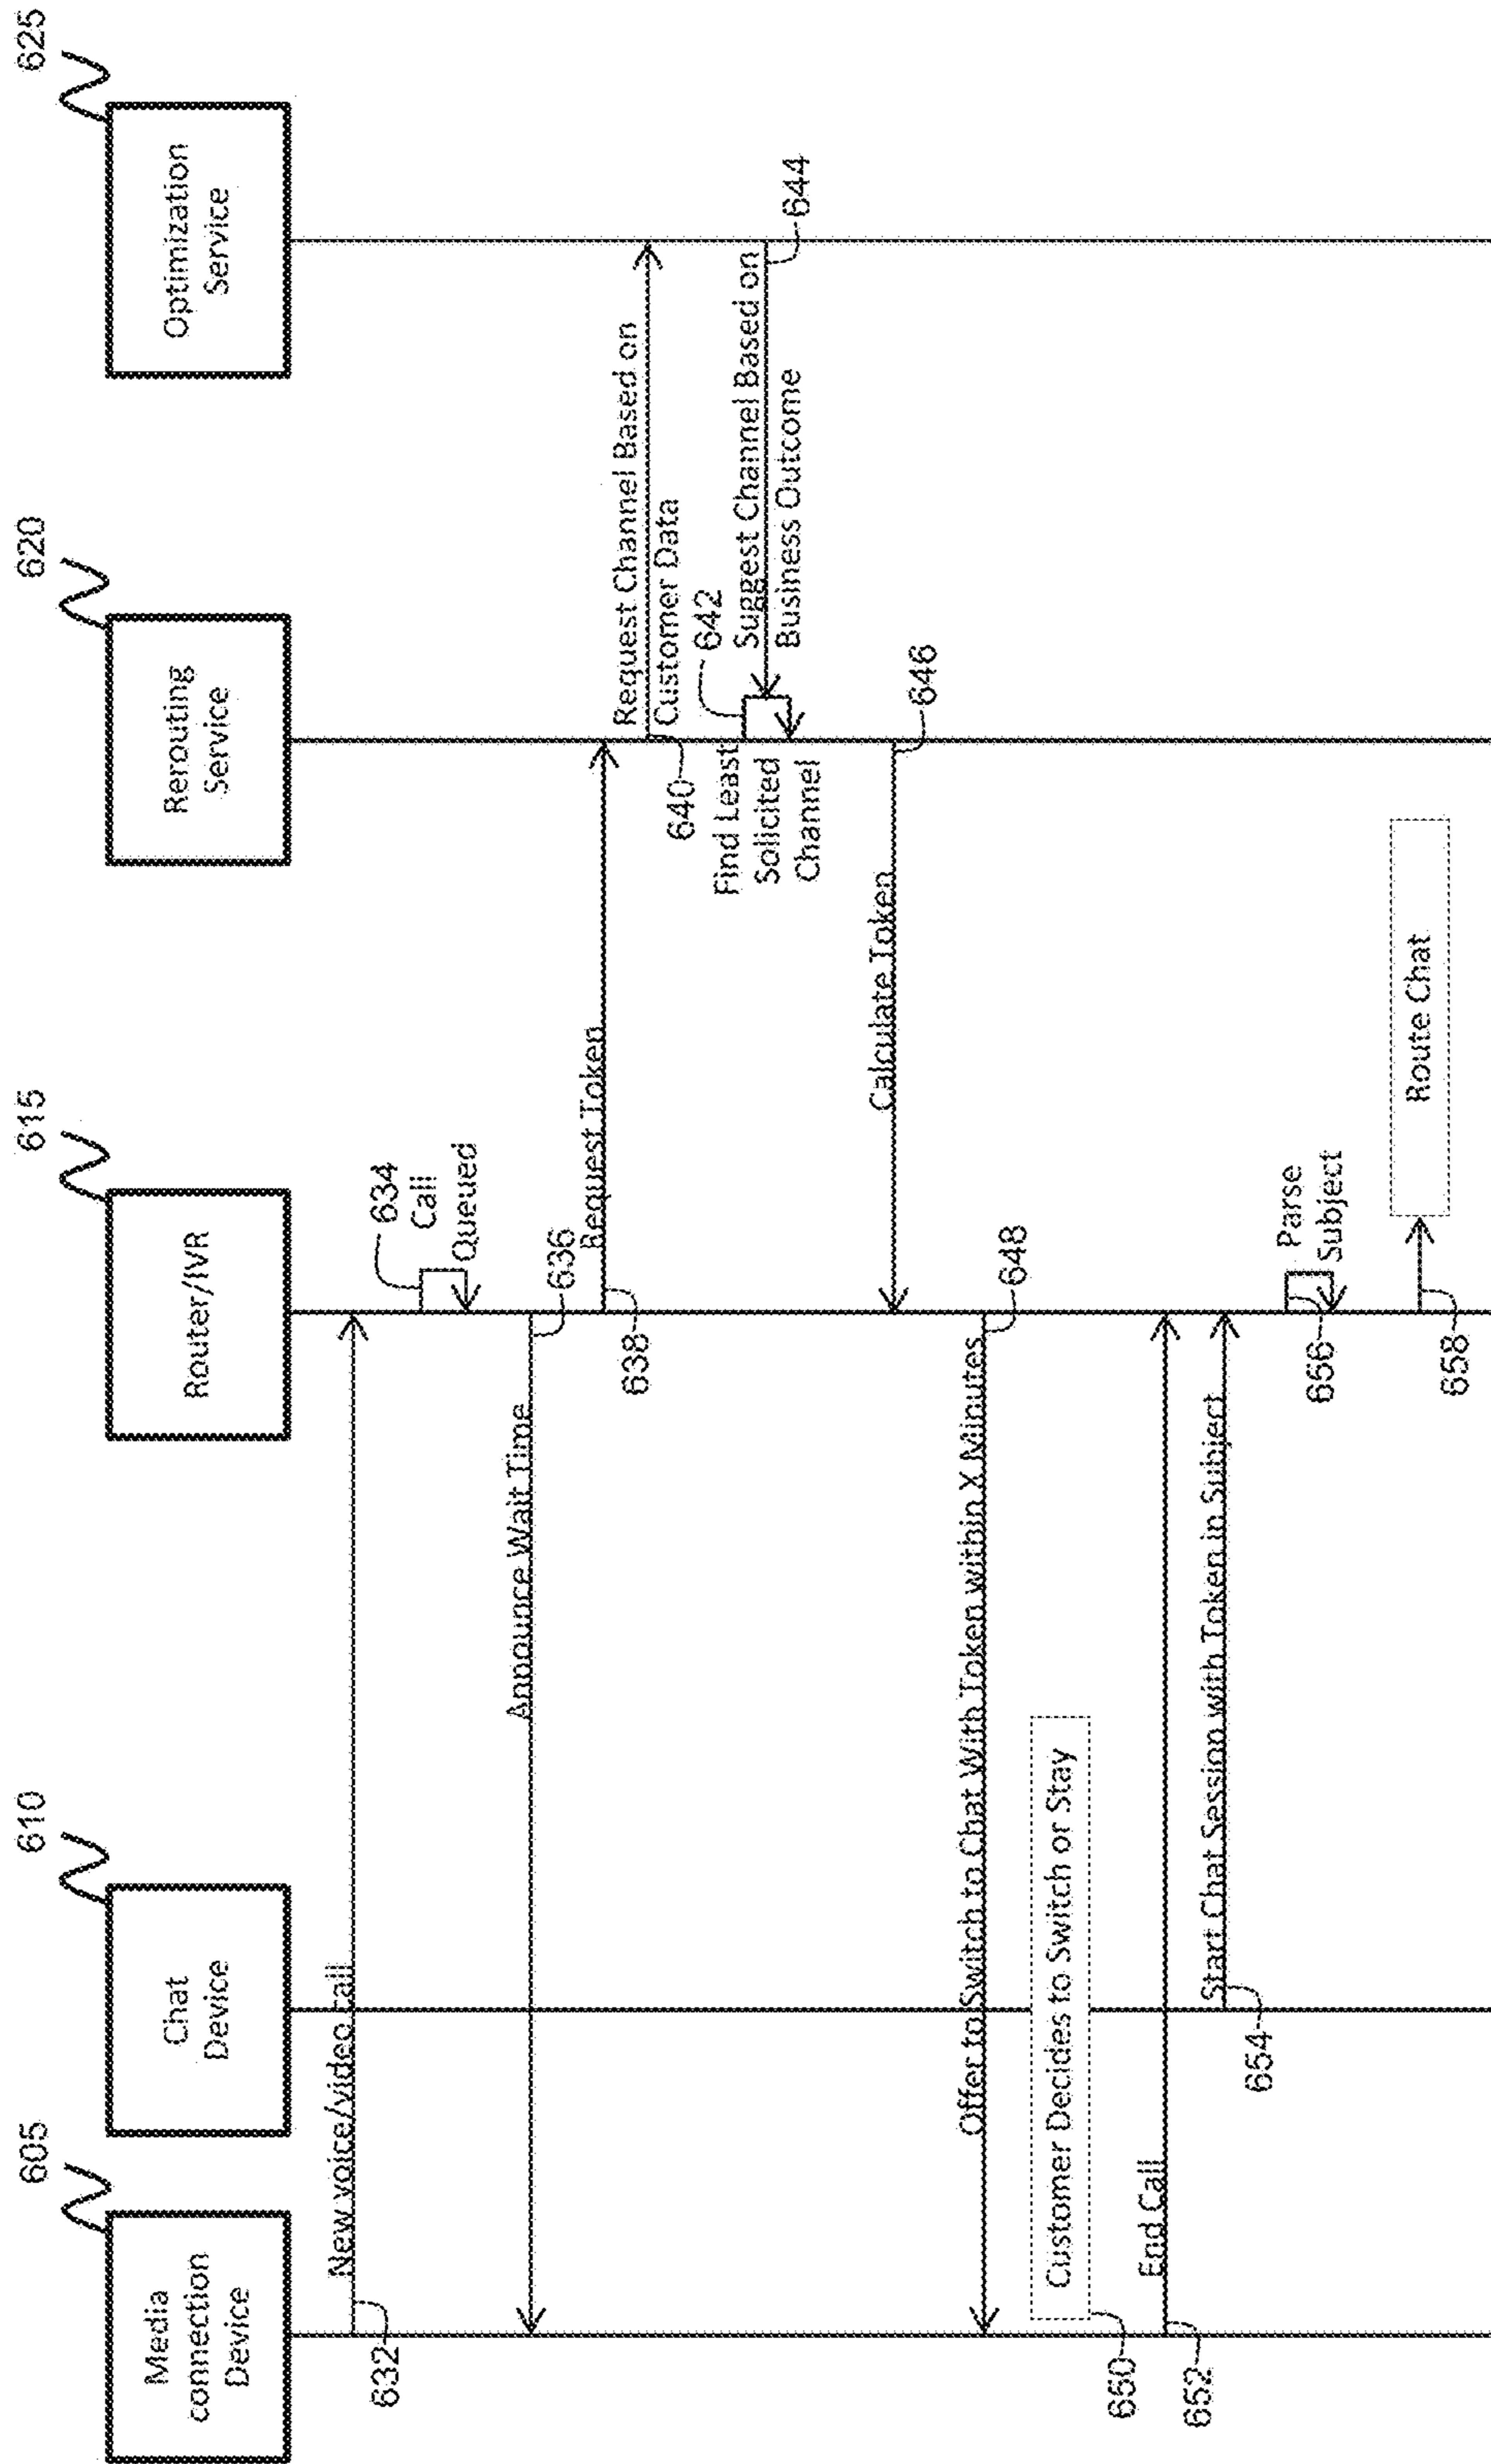 605
610
615
620
625
Media
connection
Device
Chat
Device
Router/IVR
Rerouting
Service
Optimization
Service
New voice/video call
632
634
Call
Queued
Announce Wait Time
636
Request Token
638
Request Channel Based on
Customer Data
640
642
Find Least
Solicited
Channel
Suggest Channel Based on
Business Outcome
644
Calculate Token
646
Offer to Switch to Chat With Token within X Minutes
648
Customer Decides to Switch or Stay
650
End Call
652
Start Chat Session with Token in Subject
654
Parse
Subject
656
Route Chat
658